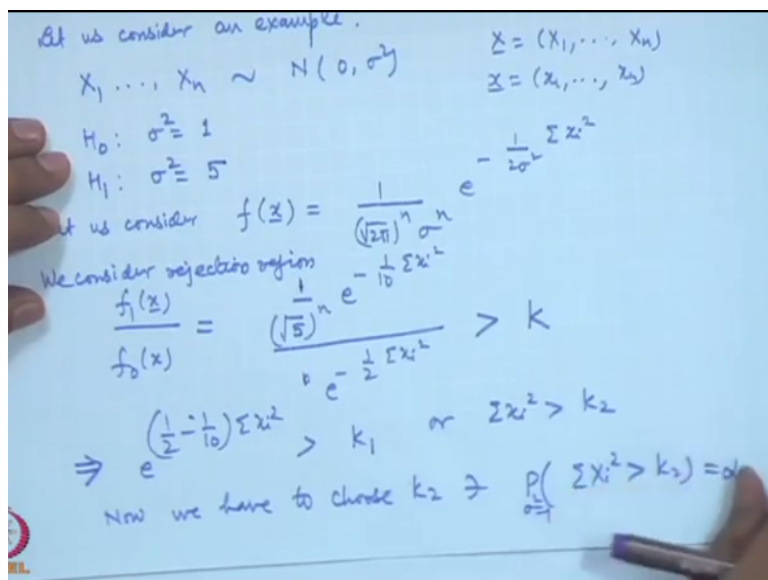 Let us consider an example.
X₁ ..., Xₙ ~ N(0, σ²)
X = (X₁, ..., Xₙ)
x = (x₁, ..., xₙ)
H₀: σ² = 1
H₁: σ² = 5
us consider f(x) = 1 / ((√2π)ⁿ σⁿ) e^(- 1/(2σ²) Σxᵢ²)
We consider rejection region
f₁(x) / f₀(x) = (1/(√5)ⁿ e^(- 1/10 Σxᵢ²)) / (e^(- 1/2 Σxᵢ²)) > k
⇒ e^((1/2 - 1/10) Σxᵢ²) > k₁ or Σxᵢ² > k₂
Now we have to choose k₂ ∋ P_(σ²=1)(ΣXᵢ² > k₂) = α